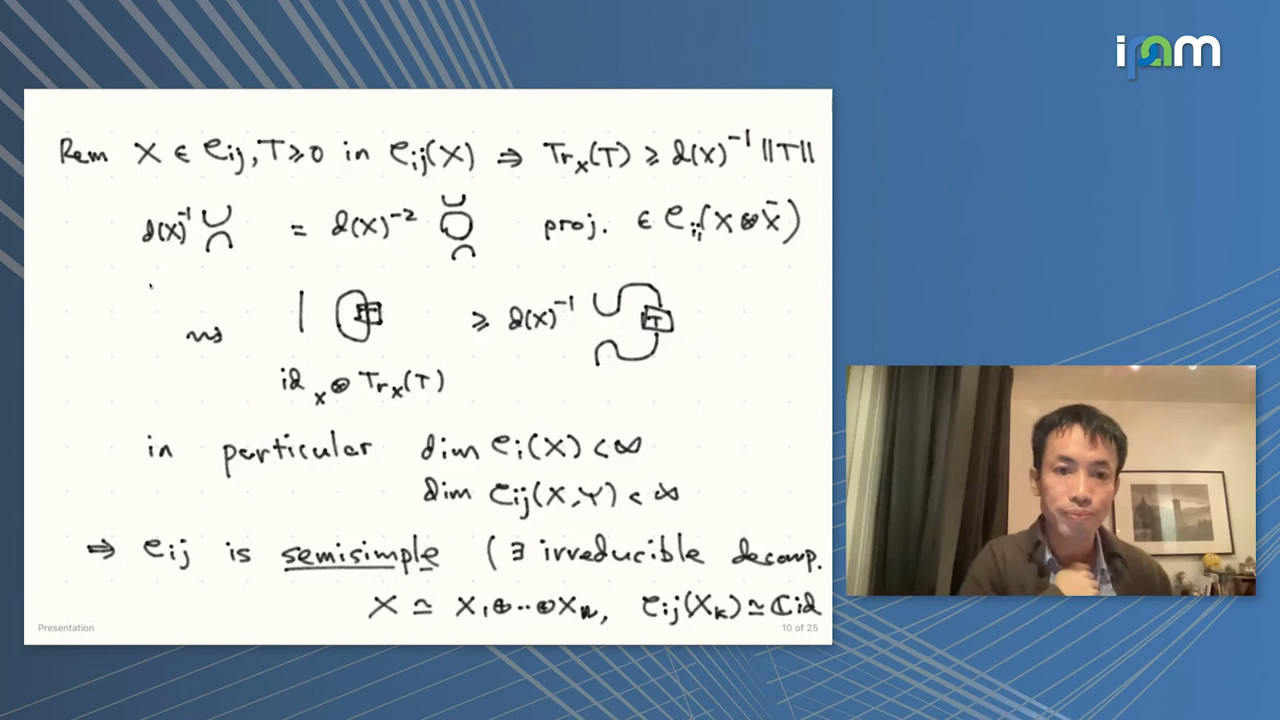 ipam
Rem X ∈ C_ij, T ≥ 0 in C_ij(X) ⇒ Tr_X(T) ≥ d(X)^{-1} ‖T‖
d(X)^{-1} = d(X)^{-2} proj. ∈ C_ii(X ⊗ X̄)
T ≥ d(X)^{-1} T
id_X ⊗ Tr_X(T)
in particular dim C_i(X) < ∞
dim C_ij(X,Y) < ∞
⇒ C_ij is semisimple (∃ irreducible decomp.
X ≃ X_1 ⊕ ·· ⊕ X_n, C_ij(X_k) ≃ ℂ id
Presentation 10 of 25